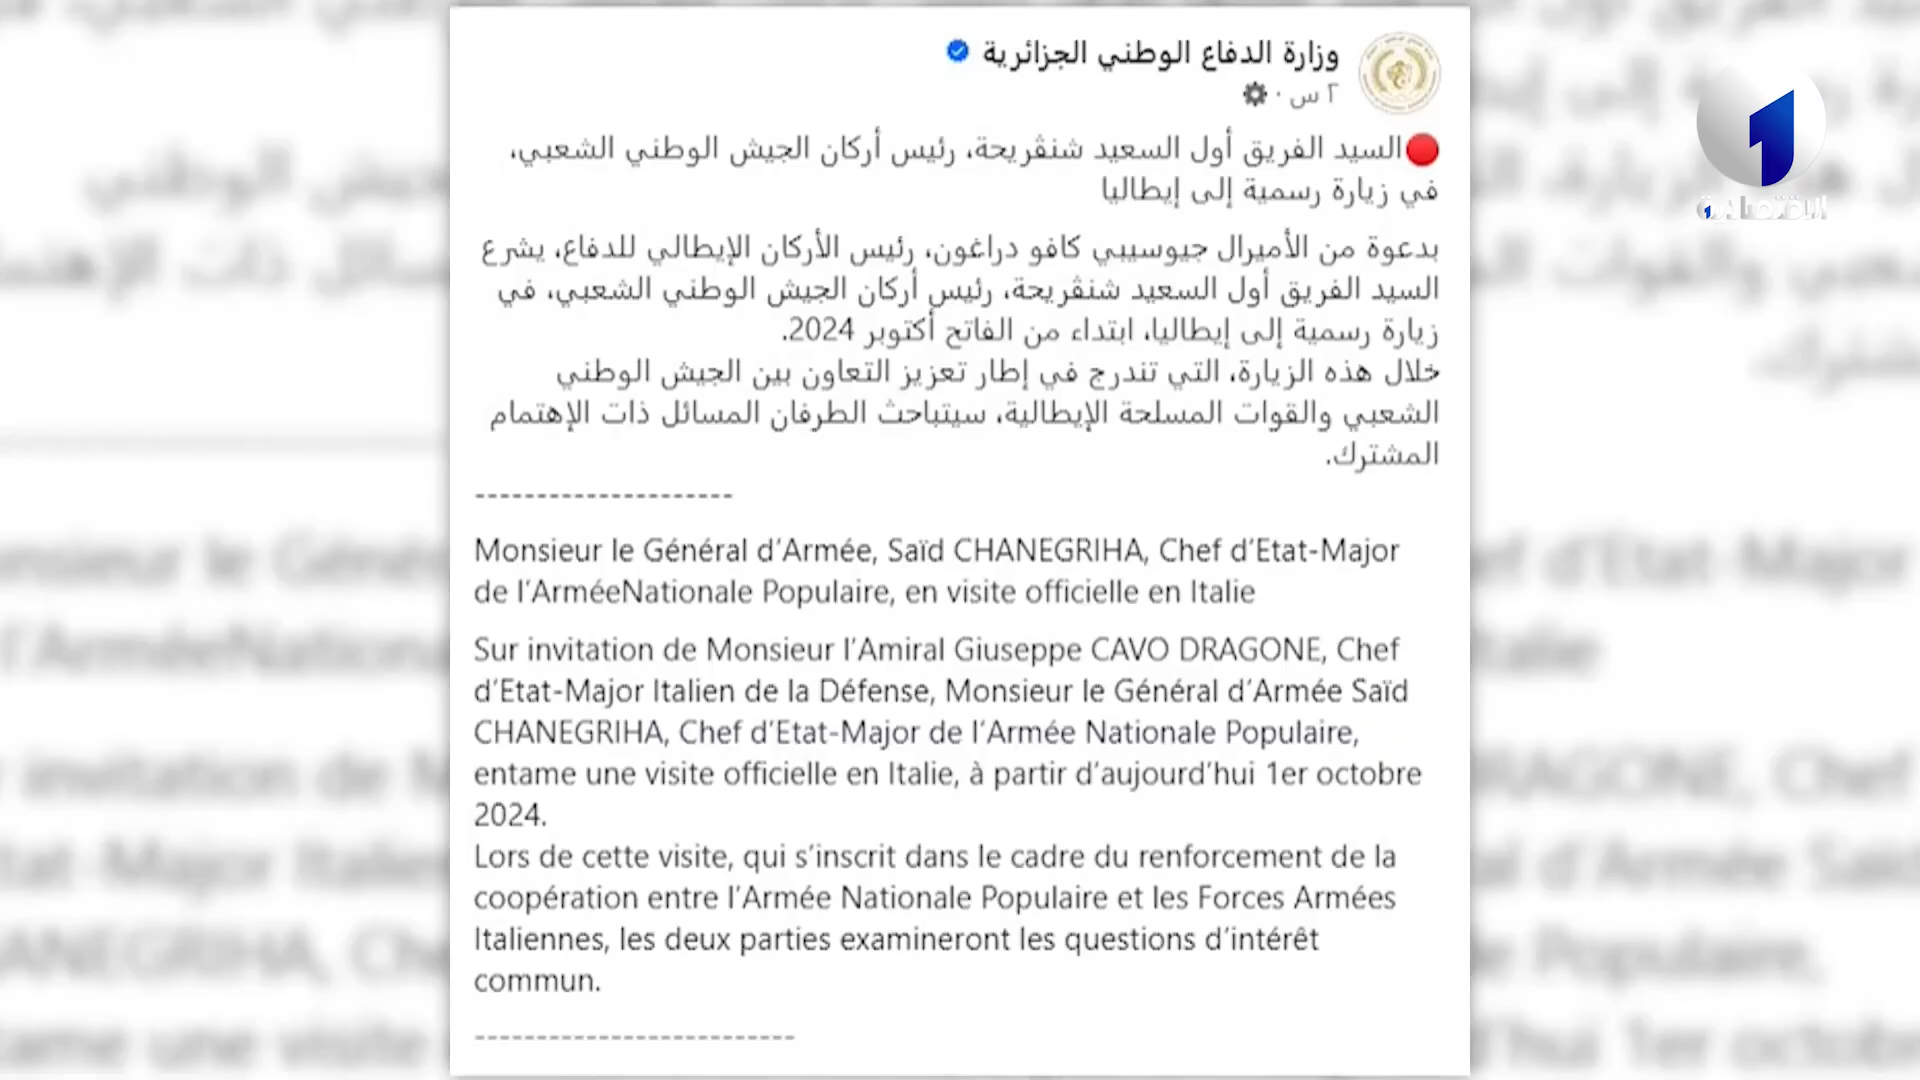 وزارة الدفاع الوطني الجزائرية
٢ س ·
السيد الفريق أول السعيد شنڨريحة، رئيس أركان الجيش الوطني الشعبي،
في زيارة رسمية إلى إيطاليا
بدعوة من الأميرال جيوسيبي كافو دراغون، رئيس الأركان الإيطالي للدفاع، يشرع
السيد الفريق أول السعيد شنڨريحة، رئيس أركان الجيش الوطني الشعبي، في
زيارة رسمية إلى إيطاليا، ابتداء من الفاتح أكتوبر 2024.
خلال هذه الزيارة، التي تندرج في إطار تعزيز التعاون بين الجيش الوطني
الشعبي والقوات المسلحة الإيطالية، سيتباحث الطرفان المسائل ذات الإهتمام
المشترك.
---------------------
Monsieur le Général d’Armée, Saïd CHANEGRIHA, Chef d’Etat-Major
de l’ArméeNationale Populaire, en visite officielle en Italie
Sur invitation de Monsieur l’Amiral Giuseppe CAVO DRAGONE, Chef
d’Etat-Major Italien de la Défense, Monsieur le Général d’Armée Saïd
CHANEGRIHA, Chef d’Etat-Major de l’Armée Nationale Populaire,
entame une visite officielle en Italie, à partir d’aujourd’hui 1er octobre
2024.
Lors de cette visite, qui s’inscrit dans le cadre du renforcement de la
coopération entre l’Armée Nationale Populaire et les Forces Armées
Italiennes, les deux parties examineront les questions d’intérêt
commun.
--------------------------
1